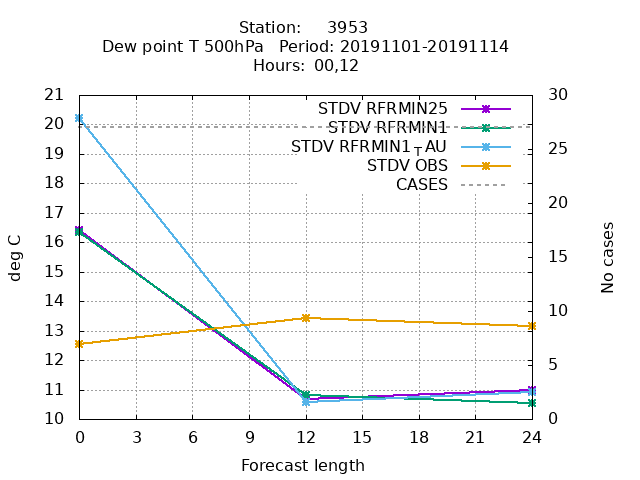 Station:     3953
Dew point T 500hPa   Period: 20191101-20191114
Hours: 00,12
STDV RFRMIN25
STDV RFRMIN1
STDV RFRMIN1TAU
STDV OBS
CASES
deg C
21
20
19
18
17
16
15
14
13
12
11
10
30
25
20
15
10
5
0
No cases
0 3 6 9 12 15 18 21 24
Forecast length